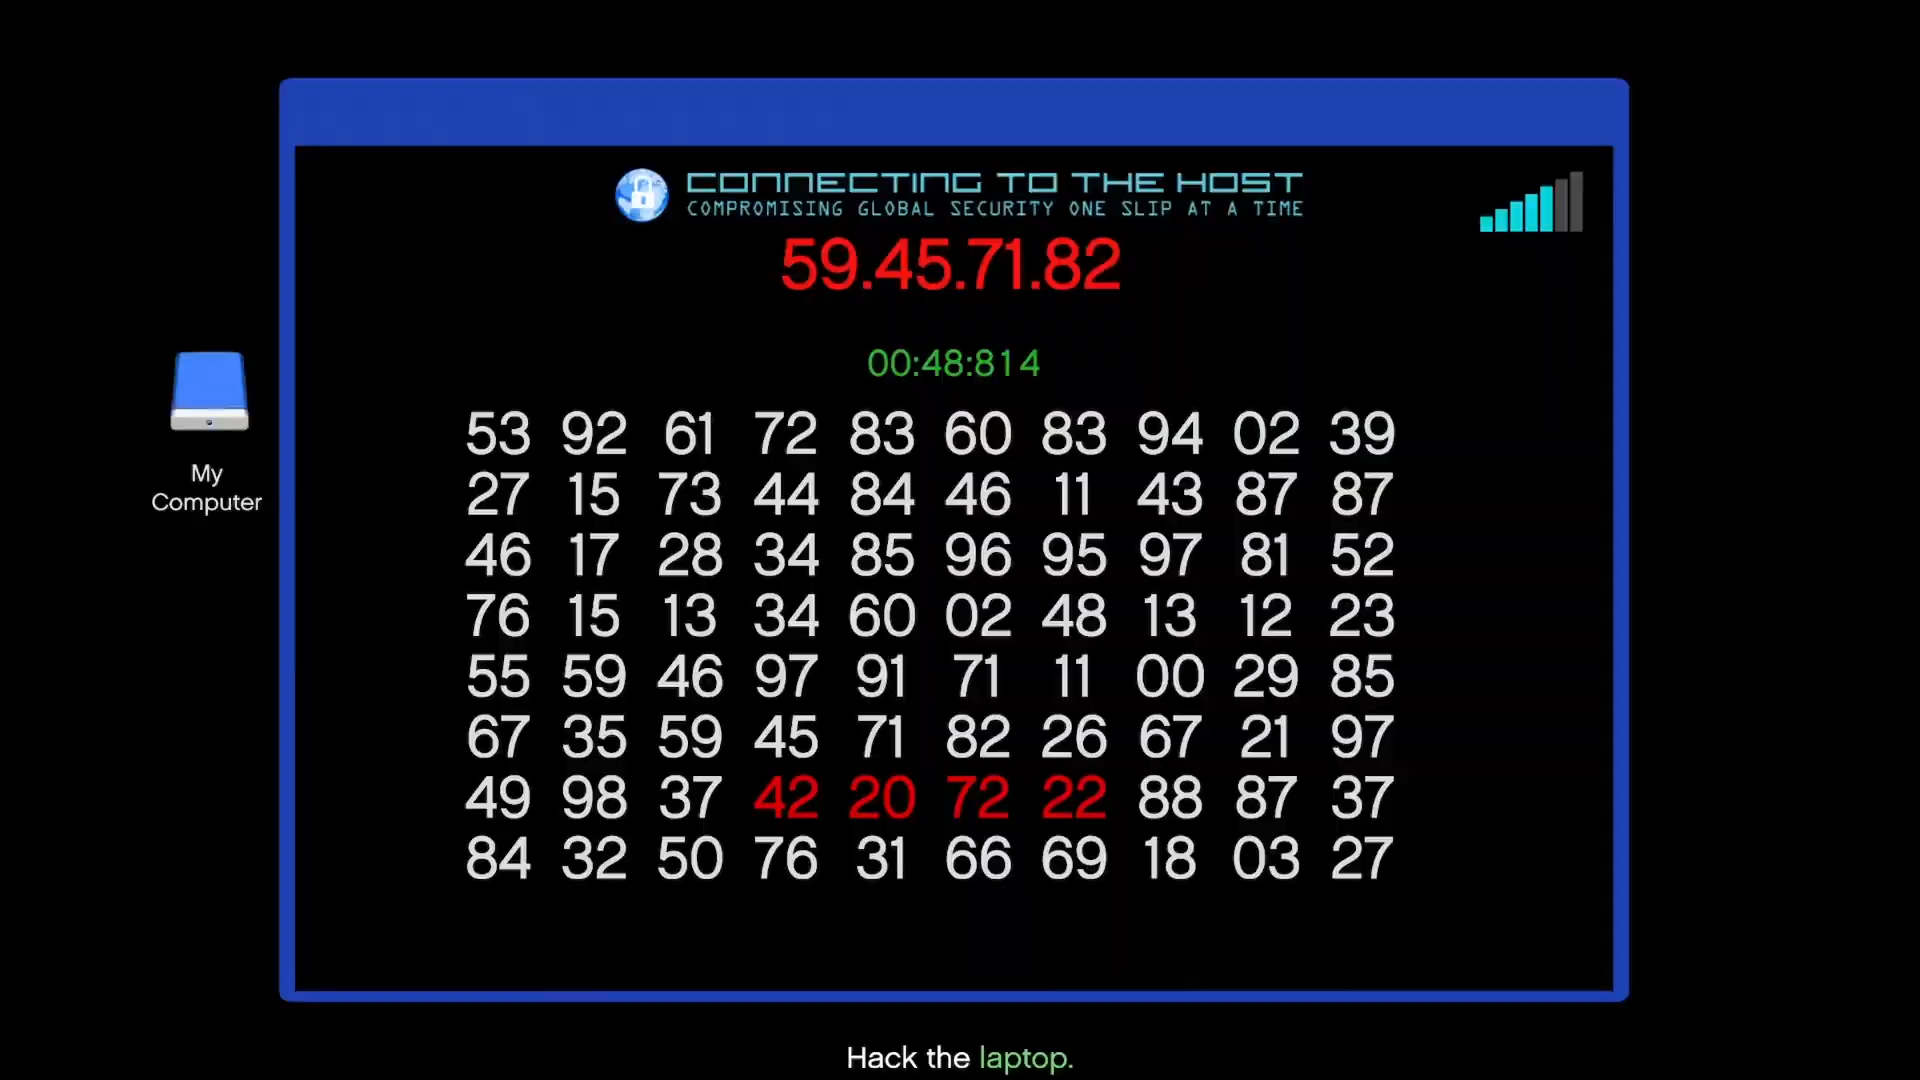 CONNECTING TO THE HOST
COMPROMISING GLOBAL SECURITY ONE SLIP AT A TIME
59.45.71.82
00:48:814
53 92 61 72 83 60 83 94 02 39
27 15 73 44 84 46 11 43 87 87
46 17 28 34 85 96 95 97 81 52
76 15 13 34 60 02 48 13 12 23
55 59 46 97 91 71 11 00 29 85
67 35 59 45 71 82 26 67 21 97
49 98 37 42 20 72 22 88 87 37
84 32 50 76 31 66 69 18 03 27
My
Computer
Hack the laptop.